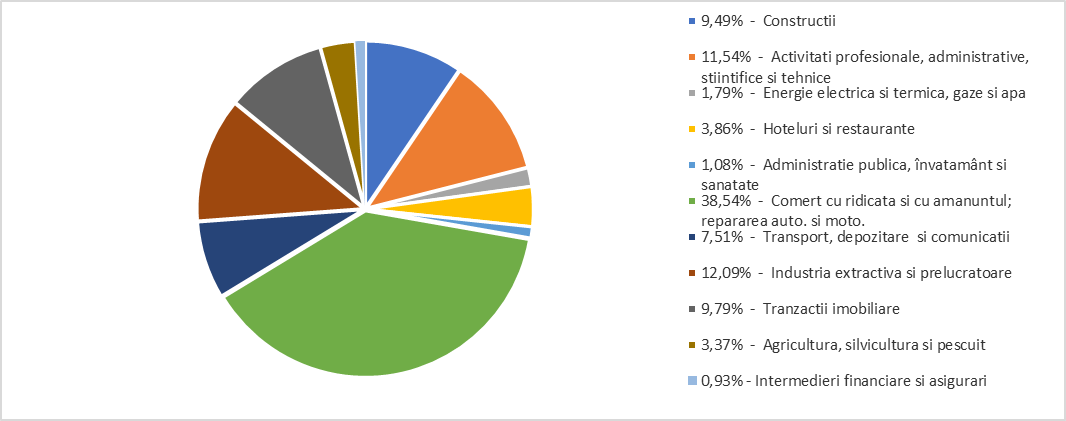 9,49% - Constructii
11,54% - Activitati profesionale, administrative,
stiintifice si tehnice
1,79% - Energie electrica si termica, gaze si apa
3,86% - Hoteluri si restaurante
1,08% - Administratie publica, învatamânt si
sanatate
38,54% - Comert cu ridicata si cu amanuntul;
repararea auto. si moto.
7,51% - Transport, depozitare si comunicatii
12,09% - Industria extractiva si prelucratoare
9,79% - Tranzactii imobiliare
3,37% - Agricultura, silvicultura si pescuit
0,93% - Intermedieri financiare si asigurari